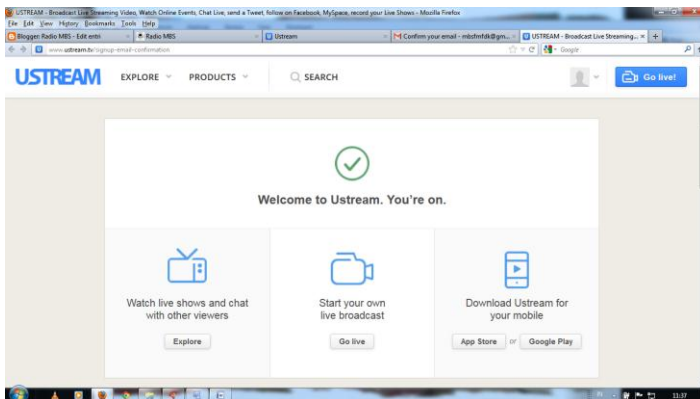 USTREAM - Broadcast Live Streaming Video, Watch Online Events, Chat Live, send a Tweet, follow on Facebook, MySpace, record your Live Shows - Mozilla Firefox
File Edit View History Bookmarks Tools Help
Blogger: Radio MBS - Edit entri
Radio MBS
Ustream
Confirm your email - mbsfmfdk@gm...
USTREAM - Broadcast Live Streaming...
www.ustream.tv/signup-email-confirmation
Google
USTREAM
EXPLORE
PRODUCTS
SEARCH
Go live!
Welcome to Ustream. You're on.
Watch live shows and chat
with other viewers
Explore
Start your own
live broadcast
Go live
Download Ustream for
your mobile
App Store or Google Play
11:37